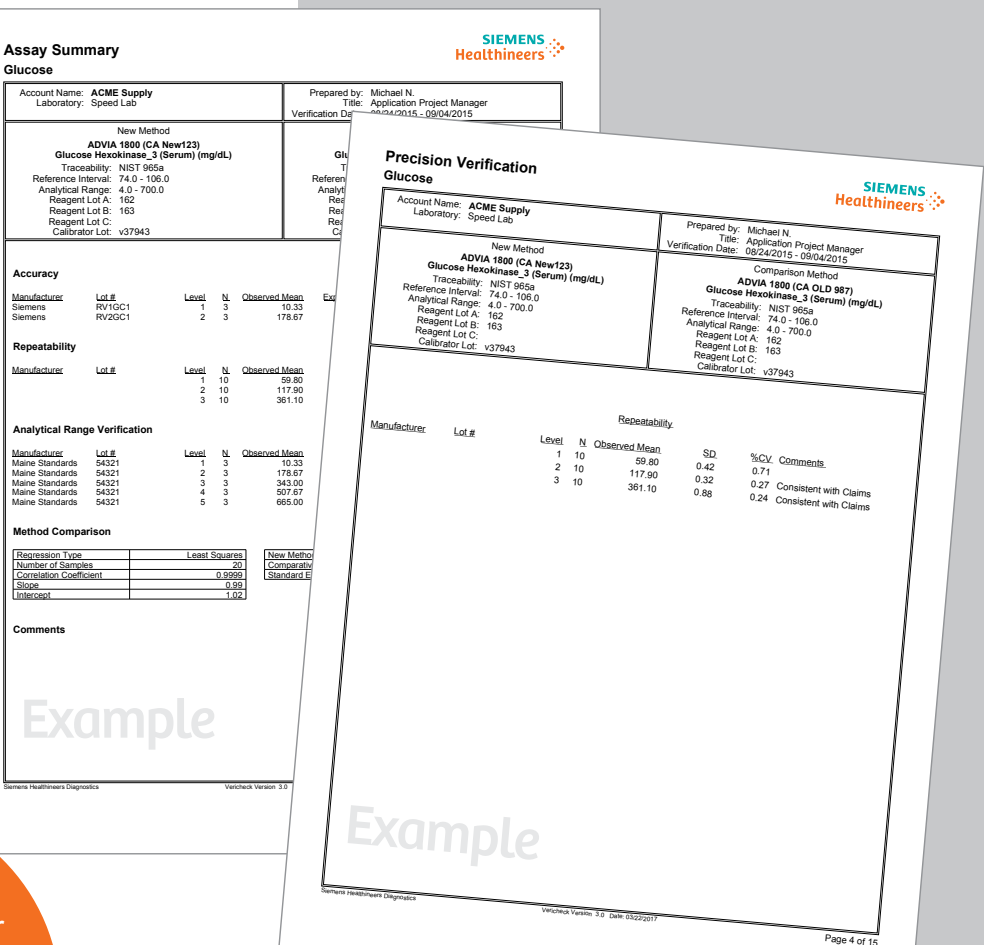 Assay Summary
SIEMENS
Healthineers
Glucose
Account Name: ACME Supply
Laboratory: Speed Lab
Prepared by: Michael N.
Title: Application Project Manager
Verification Da 08/24/2015 - 09/04/2015
New Method
ADVIA 1800 (CA New123)
Glucose Hexokinase_3 (Serum) (mg/dL)
Traceability: NIST 965a
Reference Interval: 74.0 - 106.0
Analytical Range: 4.0 - 700.0
Reagent Lot A: 162
Reagent Lot B: 163
Reagent Lot C:
Calibrator Lot: v37943
Accuracy
Manufacturer Lot # Level N Observed Mean
Siemens RV1GC1 1 3 10.33
Siemens RV2GC1 2 3 178.67
Repeatability
Manufacturer Lot # Level N Observed Mean
1 10 59.80
2 10 117.90
3 10 361.10
Analytical Range Verification
Manufacturer Lot # Level N Observed Mean
Maine Standards 54321 1 3 10.33
Maine Standards 54321 2 3 178.67
Maine Standards 54321 3 3 343.00
Maine Standards 54321 4 3 507.67
Maine Standards 54321 5 3 665.00
Method Comparison
Regression Type Least Squares New Metho
Number of Samples 20 Comparativ
Correlation Coefficient 0.9999 Standard E
Slope 0.99
Intercept 1.02
Comments
Example
Siemens Healthineers Diagnostics Vericheck Version 3.0
Precision Verification
SIEMENS
Healthineers
Glucose
Account Name: ACME Supply
Laboratory: Speed Lab
Prepared by: Michael N.
Title: Application Project Manager
Verification Date: 08/24/2015 - 09/04/2015
New Method
ADVIA 1800 (CA New123)
Glucose Hexokinase_3 (Serum) (mg/dL)
Traceability: NIST 965a
Reference Interval: 74.0 - 106.0
Analytical Range: 4.0 - 700.0
Reagent Lot A: 162
Reagent Lot B: 163
Reagent Lot C:
Calibrator Lot: v37943
Comparison Method
ADVIA 1800 (CA OLD 987)
Glucose Hexokinase_3 (Serum) (mg/dL)
Traceability: NIST 965a
Reference Interval: 74.0 - 106.0
Analytical Range: 4.0 - 700.0
Reagent Lot A: 162
Reagent Lot B: 163
Reagent Lot C:
Calibrator Lot: v37943
Repeatability
Manufacturer Lot # Level N Observed Mean SD %CV Comments
1 10 59.80 0.42 0.71
2 10 117.90 0.32 0.27 Consistent with Claims
3 10 361.10 0.88 0.24 Consistent with Claims
Example
Siemens Healthineers Diagnostics Vericheck Version 3.0 Date: 03/22/2017
Page 4 of 15